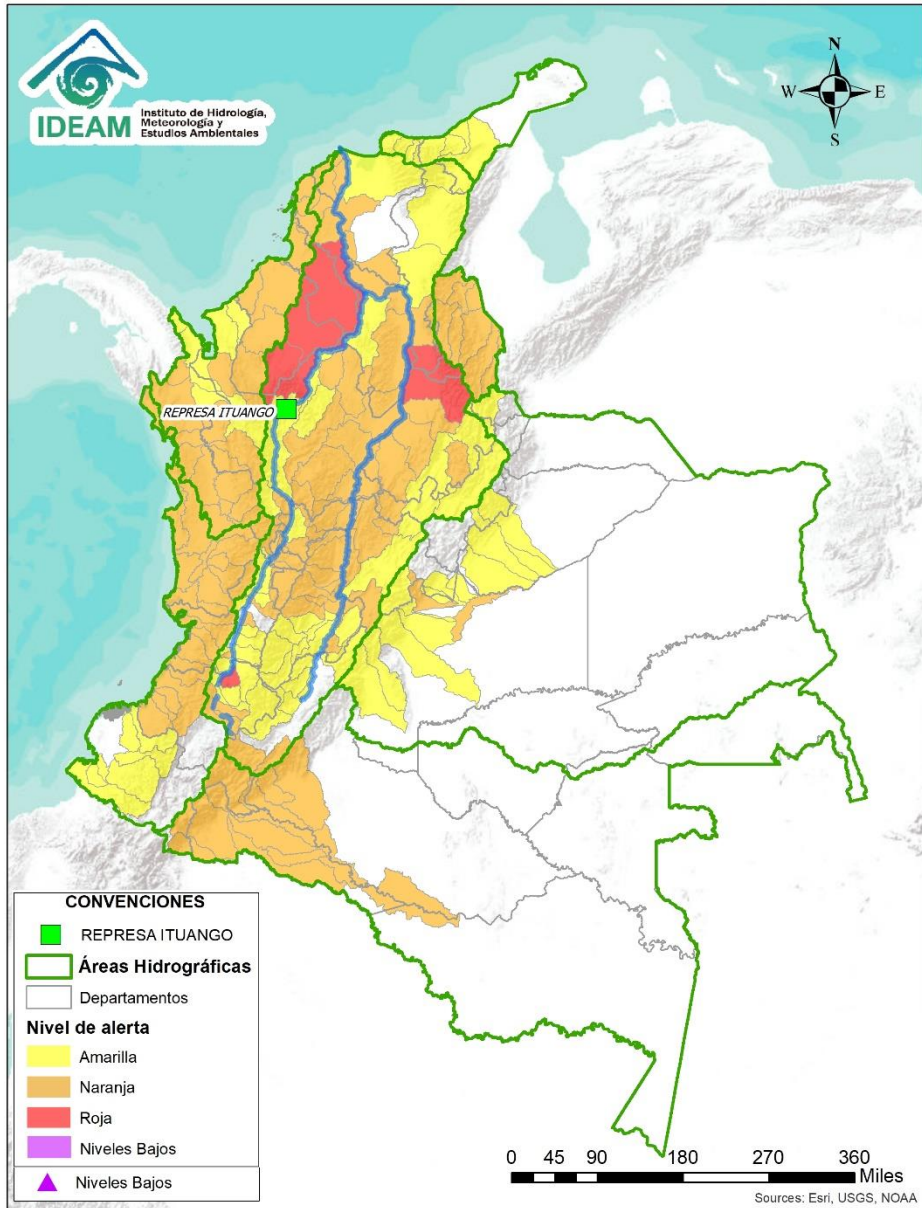 IDEAM
Instituto de Hidrología,
Meteorología y
Estudios Ambientales
N
W
E
S
REPRESA ITUANGO
CONVENCIONES
REPRESA ITUANGO
Áreas Hidrográficas
Departamentos
Nivel de alerta
Amarilla
Naranja
Roja
Niveles Bajos
Niveles Bajos
0 45 90 180 270 360
Miles
Sources: Esri, USGS, NOAA